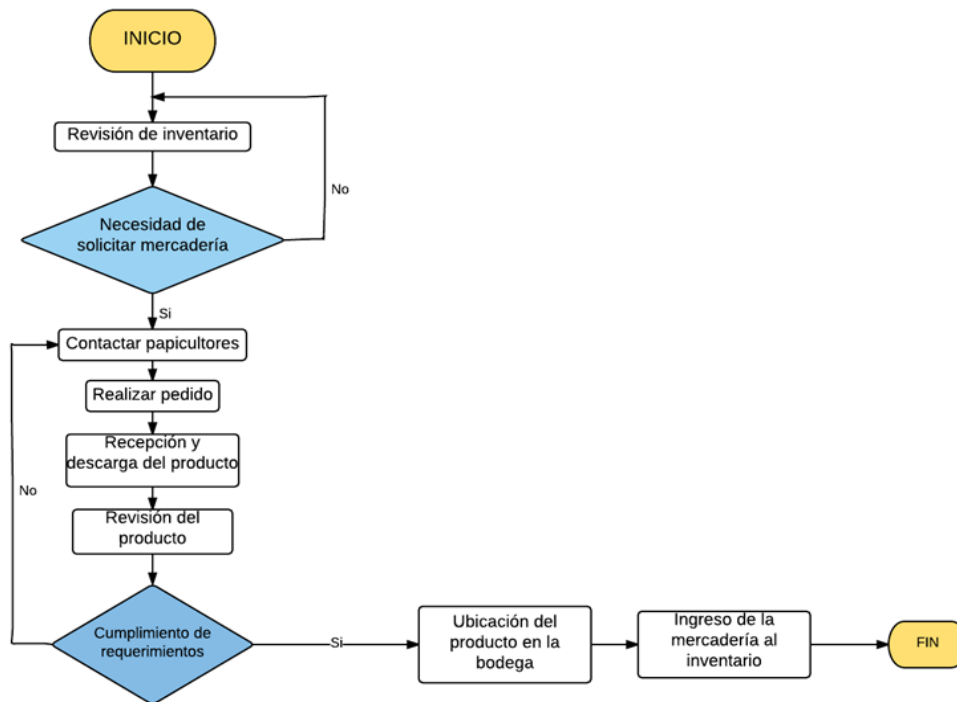 INICIO
Revisión de inventario
No
Necesidad de
solicitar mercadería
Si
Contactar papicultores
Realizar pedido
Recepción y
descarga del producto
No
Revisión del
producto
Cumplimiento de
requerimientos
Si
Ubicación del
producto en la
bodega
Ingreso de la
mercadería al
inventario
FIN